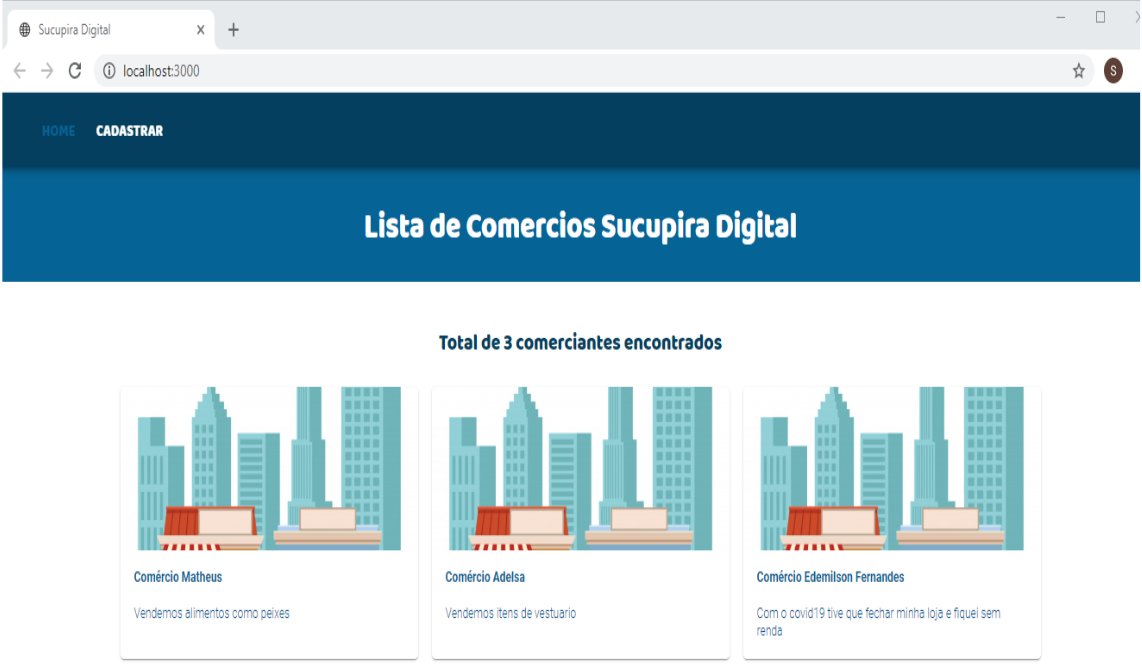 Sucupira Digital
localhost:3000
S
HOME CADASTRAR
Lista de Comercios Sucupira Digital
Total de 3 comerciantes encontrados
Comércio Matheus
Vendemos alimentos como peixes
Comércio Adelsa
Vendemos itens de vestuario
Comércio Edemilson Fernandes
Com o covid19 tive que fechar minha loja e fiquei sem
renda